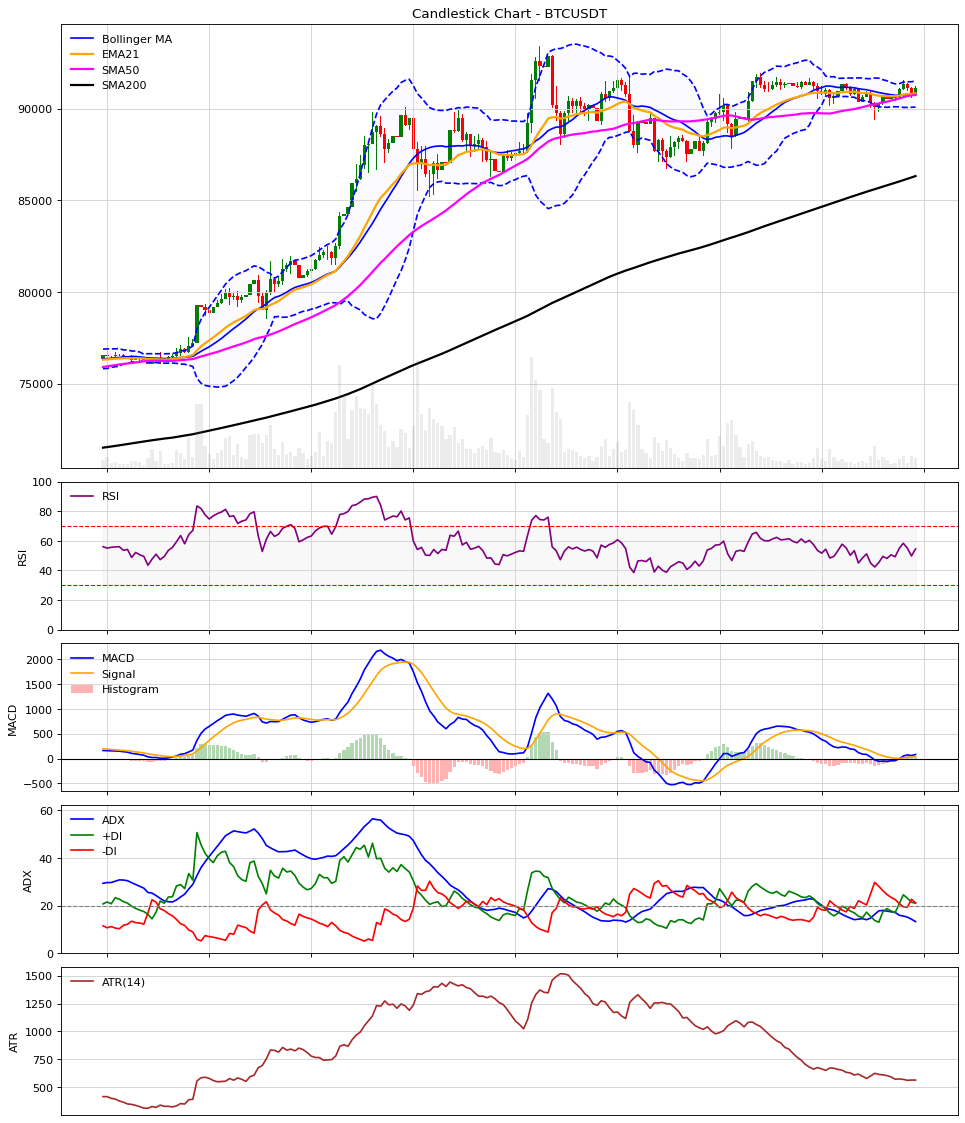 Candlestick Chart - BTCUSDT
Bollinger MA
EMA21
SMA50
SMA200
90000
85000
80000
75000
RSI
RSI
100
80
60
40
20
0
MACD
Signal
Histogram
MACD
2000
1500
1000
500
0
−500
ADX
+DI
-DI
ADX
60
40
20
0
ATR(14)
ATR
1500
1250
1000
750
500